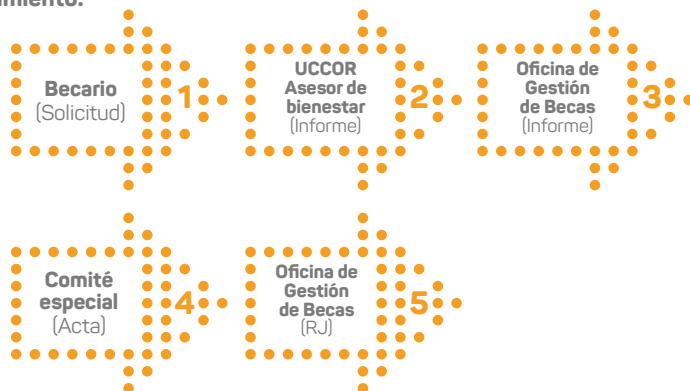 Becario
(Solicitud)
1
UCCOR
Asesor de
bienestar
(Informe)
2
Oficina de
Gestión
de Becas
(Informe)
3
Comité
especial
(Acta)
4
Oficina de
Gestión
de Becas
(RJ)
5